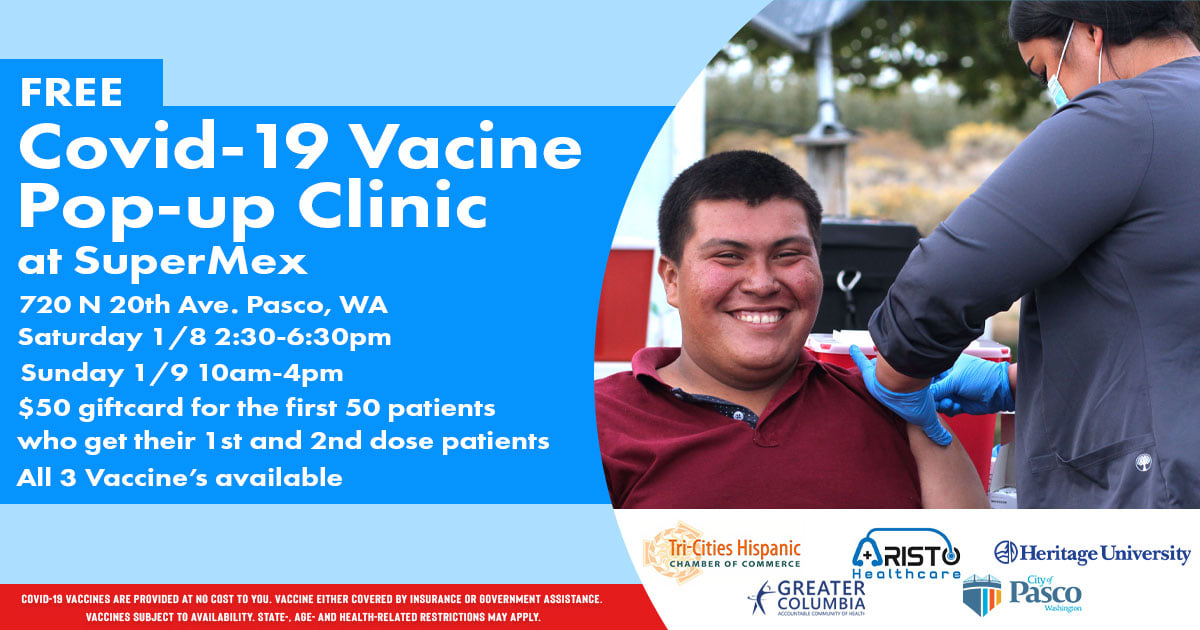 FREE
Covid-19 Vacine
Pop-up Clinic
at SuperMex
720 N 20th Ave. Pasco, WA
Saturday 1/8 2:30-6:30pm
Sunday 1/9 10am-4pm
$50 giftcard for the first 50 patients
who get their 1st and 2nd dose patients
All 3 Vaccine's available
COVID-19 VACCINES ARE PROVIDED AT NO COST TO YOU. VACCINE EITHER COVERED BY INSURANCE OR GOVERNMENT ASSISTANCE.
VACCINES SUBJECT TO AVAILABILITY. STATE-, AGE- AND HEALTH-RELATED RESTRICTIONS MAY APPLY.
Tri-Cities Hispanic
CHAMBER OF COMMERCE
ARISTO
Healthcare
Heritage University
GREATER
COLUMBIA
ACCOUNTABLE COMMUNITY OF HEALTH
City of
Pasco
Washington